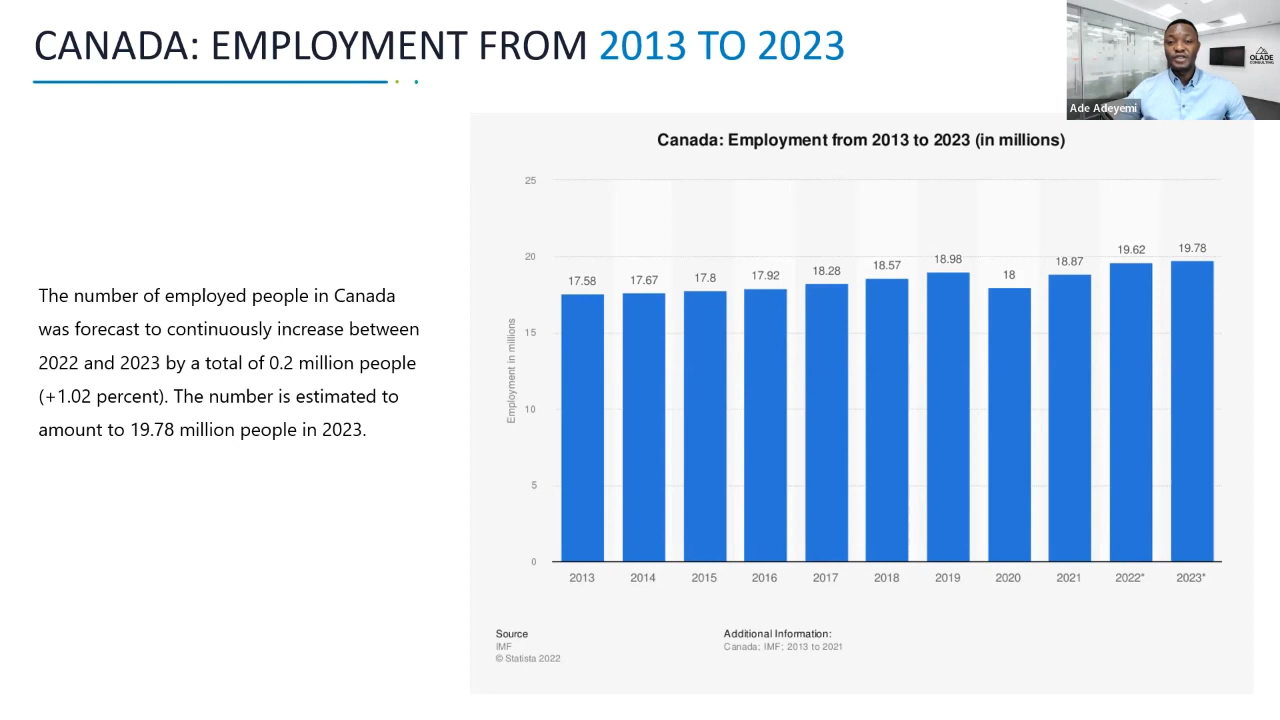 CANADA: EMPLOYMENT FROM 2013 TO 2023
OLADE
CONSULTING
Ade Adeyemi
The number of employed people in Canada
was forecast to continuously increase between
2022 and 2023 by a total of 0.2 million people
(+1.02 percent). The number is estimated to
amount to 19.78 million people in 2023.
Canada: Employment from 2013 to 2023 (in millions)
Employment in millions
25
20
15
10
5
0
17.58
17.67
17.8
17.92
18.28
18.57
18.98
18
18.87
19.62
19.78
2013
2014
2015
2016
2017
2018
2019
2020
2021
2022*
2023*
Source
IMF
© Statista 2022
Additional Information:
Canada; IMF; 2013 to 2021